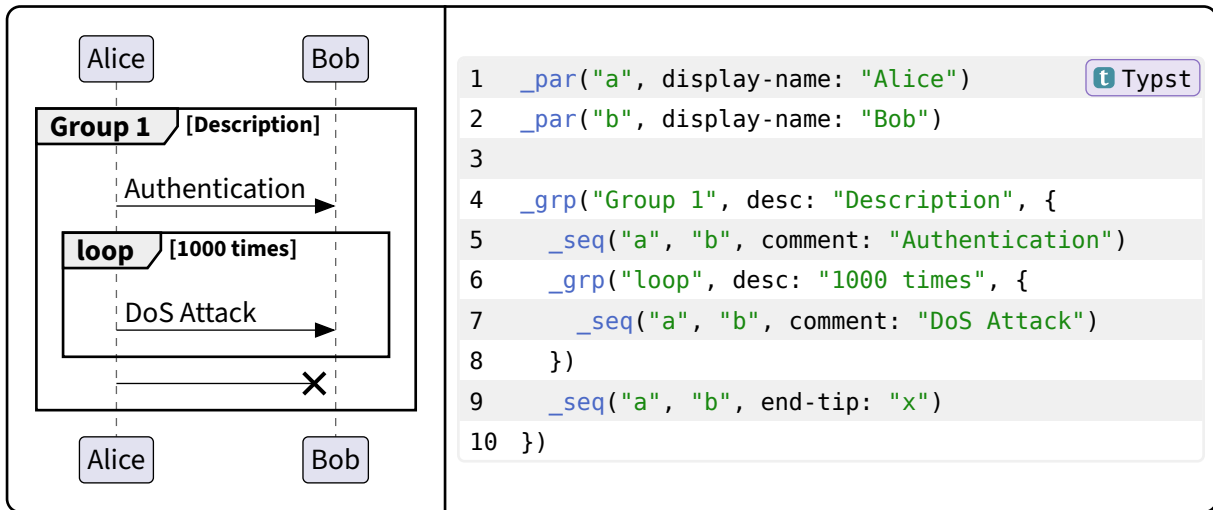 Alice Bob
Group 1 [Description]
Authentication
loop [1000 times]
DoS Attack
Alice Bob
1 _par("a", display-name: "Alice")
Typst
2 _par("b", display-name: "Bob")
3
4 _grp("Group 1", desc: "Description", {
5   _seq("a", "b", comment: "Authentication")
6   _grp("loop", desc: "1000 times", {
7     _seq("a", "b", comment: "DoS Attack")
8   })
9   _seq("a", "b", end-tip: "x")
10 })